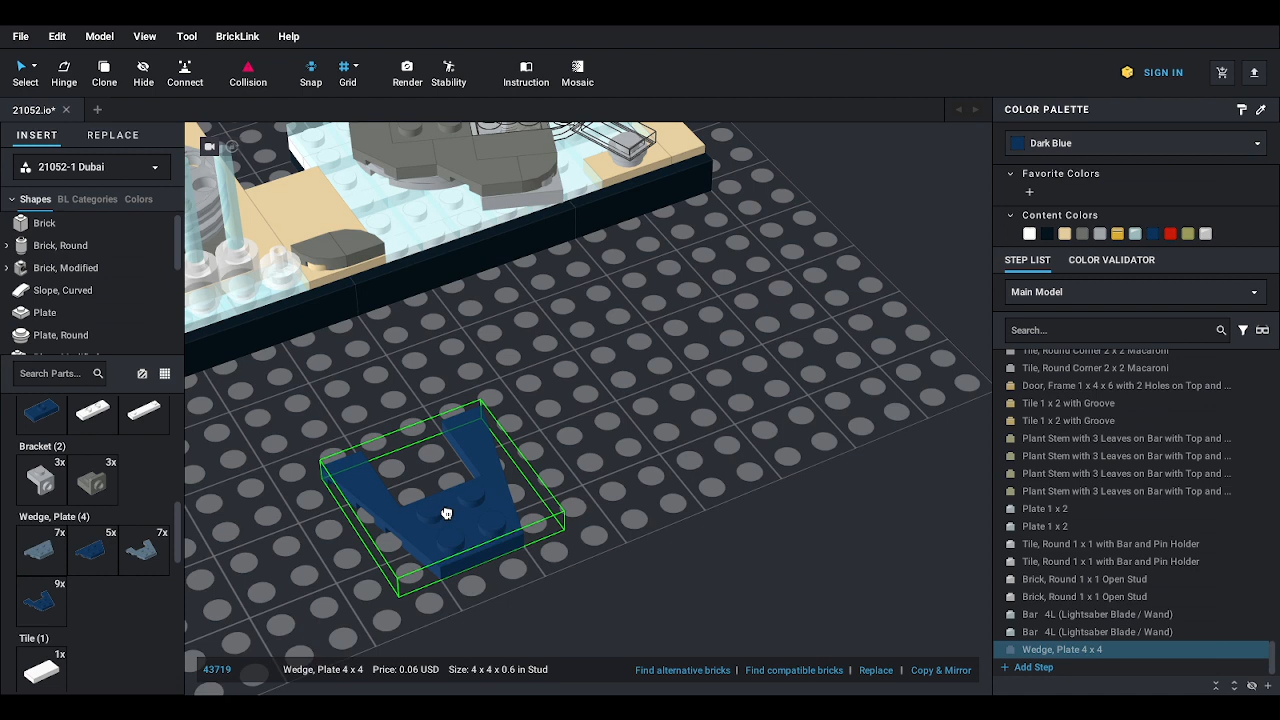 File Edit Model View Tool BrickLink Help
Select Hinge Clone Hide Connect Collision Snap Grid Render Stability Instruction Mosaic SIGN IN
21052.io*
INSERT REPLACE
21052-1 Dubai
Shapes BL Categories Colors
Brick
Brick, Round
Brick, Modified
Slope, Curved
Plate
Plate, Round
Search Parts...
Bracket (2)
3x 3x
Wedge, Plate (4)
7x 5x 7x
9x
Tile (1)
1x
43719 Wedge, Plate 4 x 4 Price: 0.06 USD Size: 4 x 4 x 0.6 in Stud Find alternative bricks | Find compatible bricks | Replace | Copy & Mirror
COLOR PALETTE
Dark Blue
Favorite Colors
+
Content Colors
STEP LIST COLOR VALIDATOR
Main Model
Search...
Tile, Round Corner 2 x 2 Macaroni
Tile, Round Corner 2 x 2 Macaroni
Door, Frame 1 x 4 x 6 with 2 Holes on Top and ...
Tile 1 x 2 with Groove
Tile 1 x 2 with Groove
Plant Stem with 3 Leaves on Bar with Top and ...
Plant Stem with 3 Leaves on Bar with Top and ...
Plant Stem with 3 Leaves on Bar with Top and ...
Plant Stem with 3 Leaves on Bar with Top and ...
Plate 1 x 2
Plate 1 x 2
Tile, Round 1 x 1 with Bar and Pin Holder
Tile, Round 1 x 1 with Bar and Pin Holder
Brick, Round 1 x 1 Open Stud
Brick, Round 1 x 1 Open Stud
Bar 4L (Lightsaber Blade / Wand)
Bar 4L (Lightsaber Blade / Wand)
Wedge, Plate 4 x 4
+ Add Step